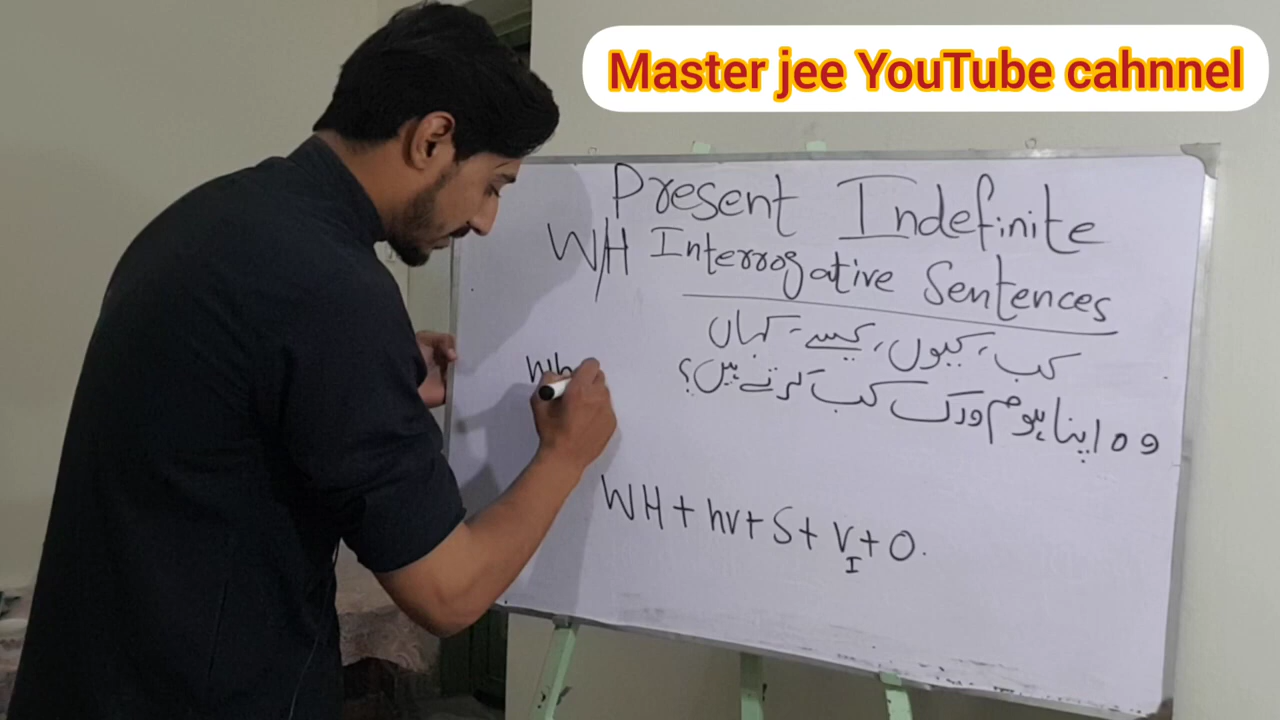 Master jee YouTube cahnnel
Present Indefinite
WH Interrogative Sentences
کب، کیوں، کیسے، کہاں
وہ اپنا ہوم ورک کب کرتے ہیں؟
Wh
WH + hv + S + V + O.
I